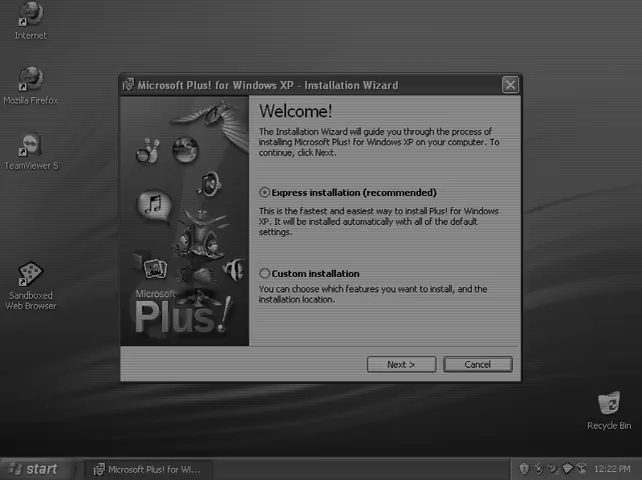 Internet
Mozilla Firefox
TeamViewer 5
Sandboxed
Web Browser
Microsoft Plus! for Windows XP - Installation Wizard
Welcome!
The Installation Wizard will guide you through the process of
installing Microsoft Plus! for Windows XP on your computer. To
continue, click Next.
Express installation (recommended)
This is the fastest and easiest way to install Plus! for Windows
XP. It will be installed automatically with all of the default
settings.
Custom installation
You can choose which features you want to install, and the
installation location.
Microsoft
Plus!
Next >
Cancel
Recycle Bin
start
Microsoft Plus! for Wi...
12:22 PM